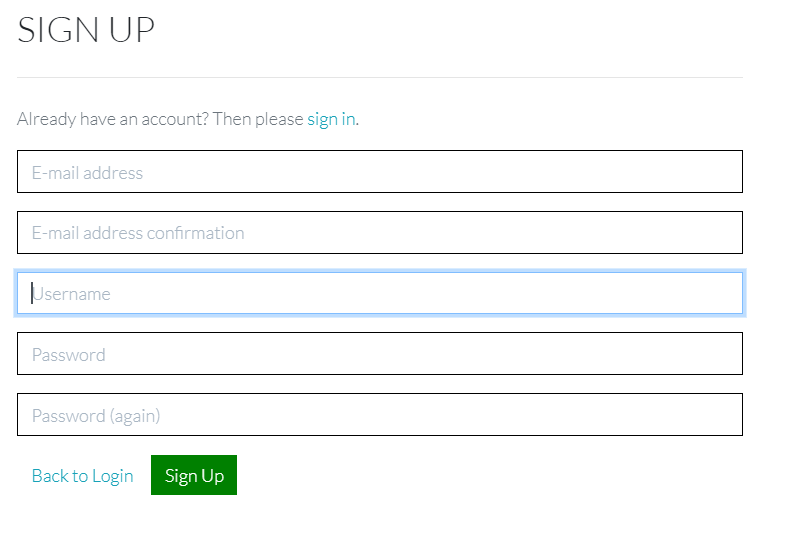 SIGN UP
Already have an account? Then please sign in.
E-mail address
E-mail address confirmation
Username
Password
Password (again)
Back to Login Sign Up